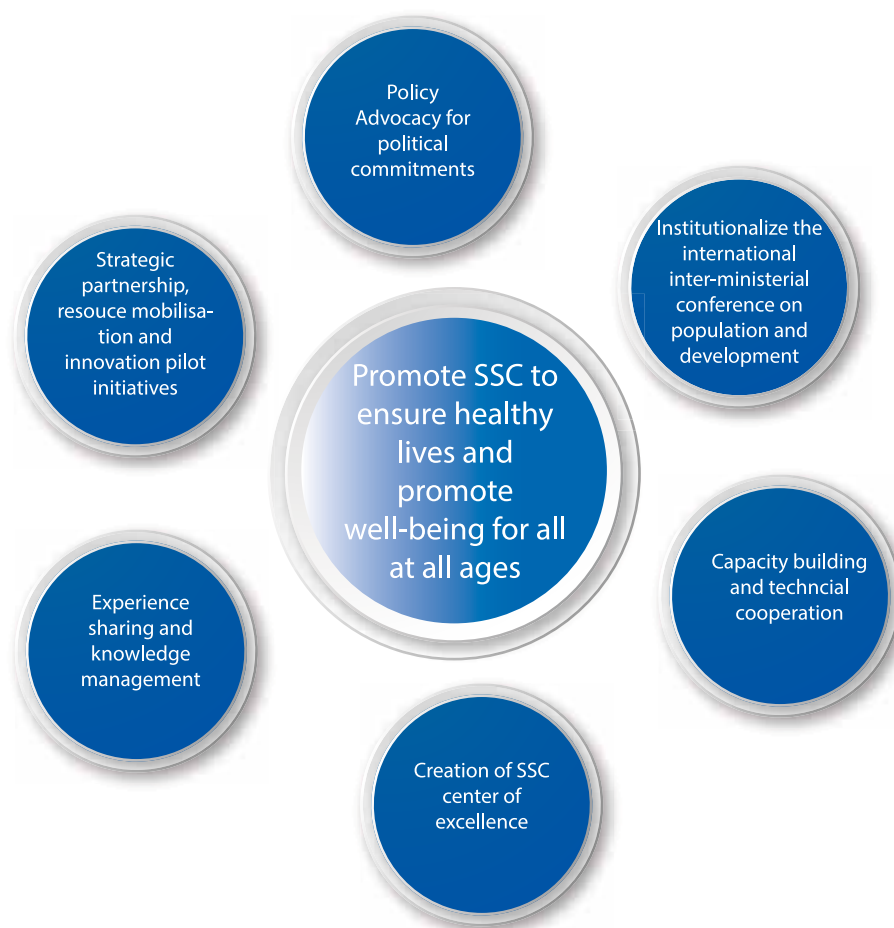 Policy
Advocacy for
political
commitments
Institutionalize the
international
inter-ministerial
conference on
population and
development
Strategic
partnership,
resouce mobilisa-
tion and
innovation pilot
initiatives
Promote SSC to
ensure healthy
lives and
promote
well-being for all
at all ages
Capacity building
and techncial
cooperation
Experience
sharing and
knowledge
management
Creation of SSC
center of
excellence